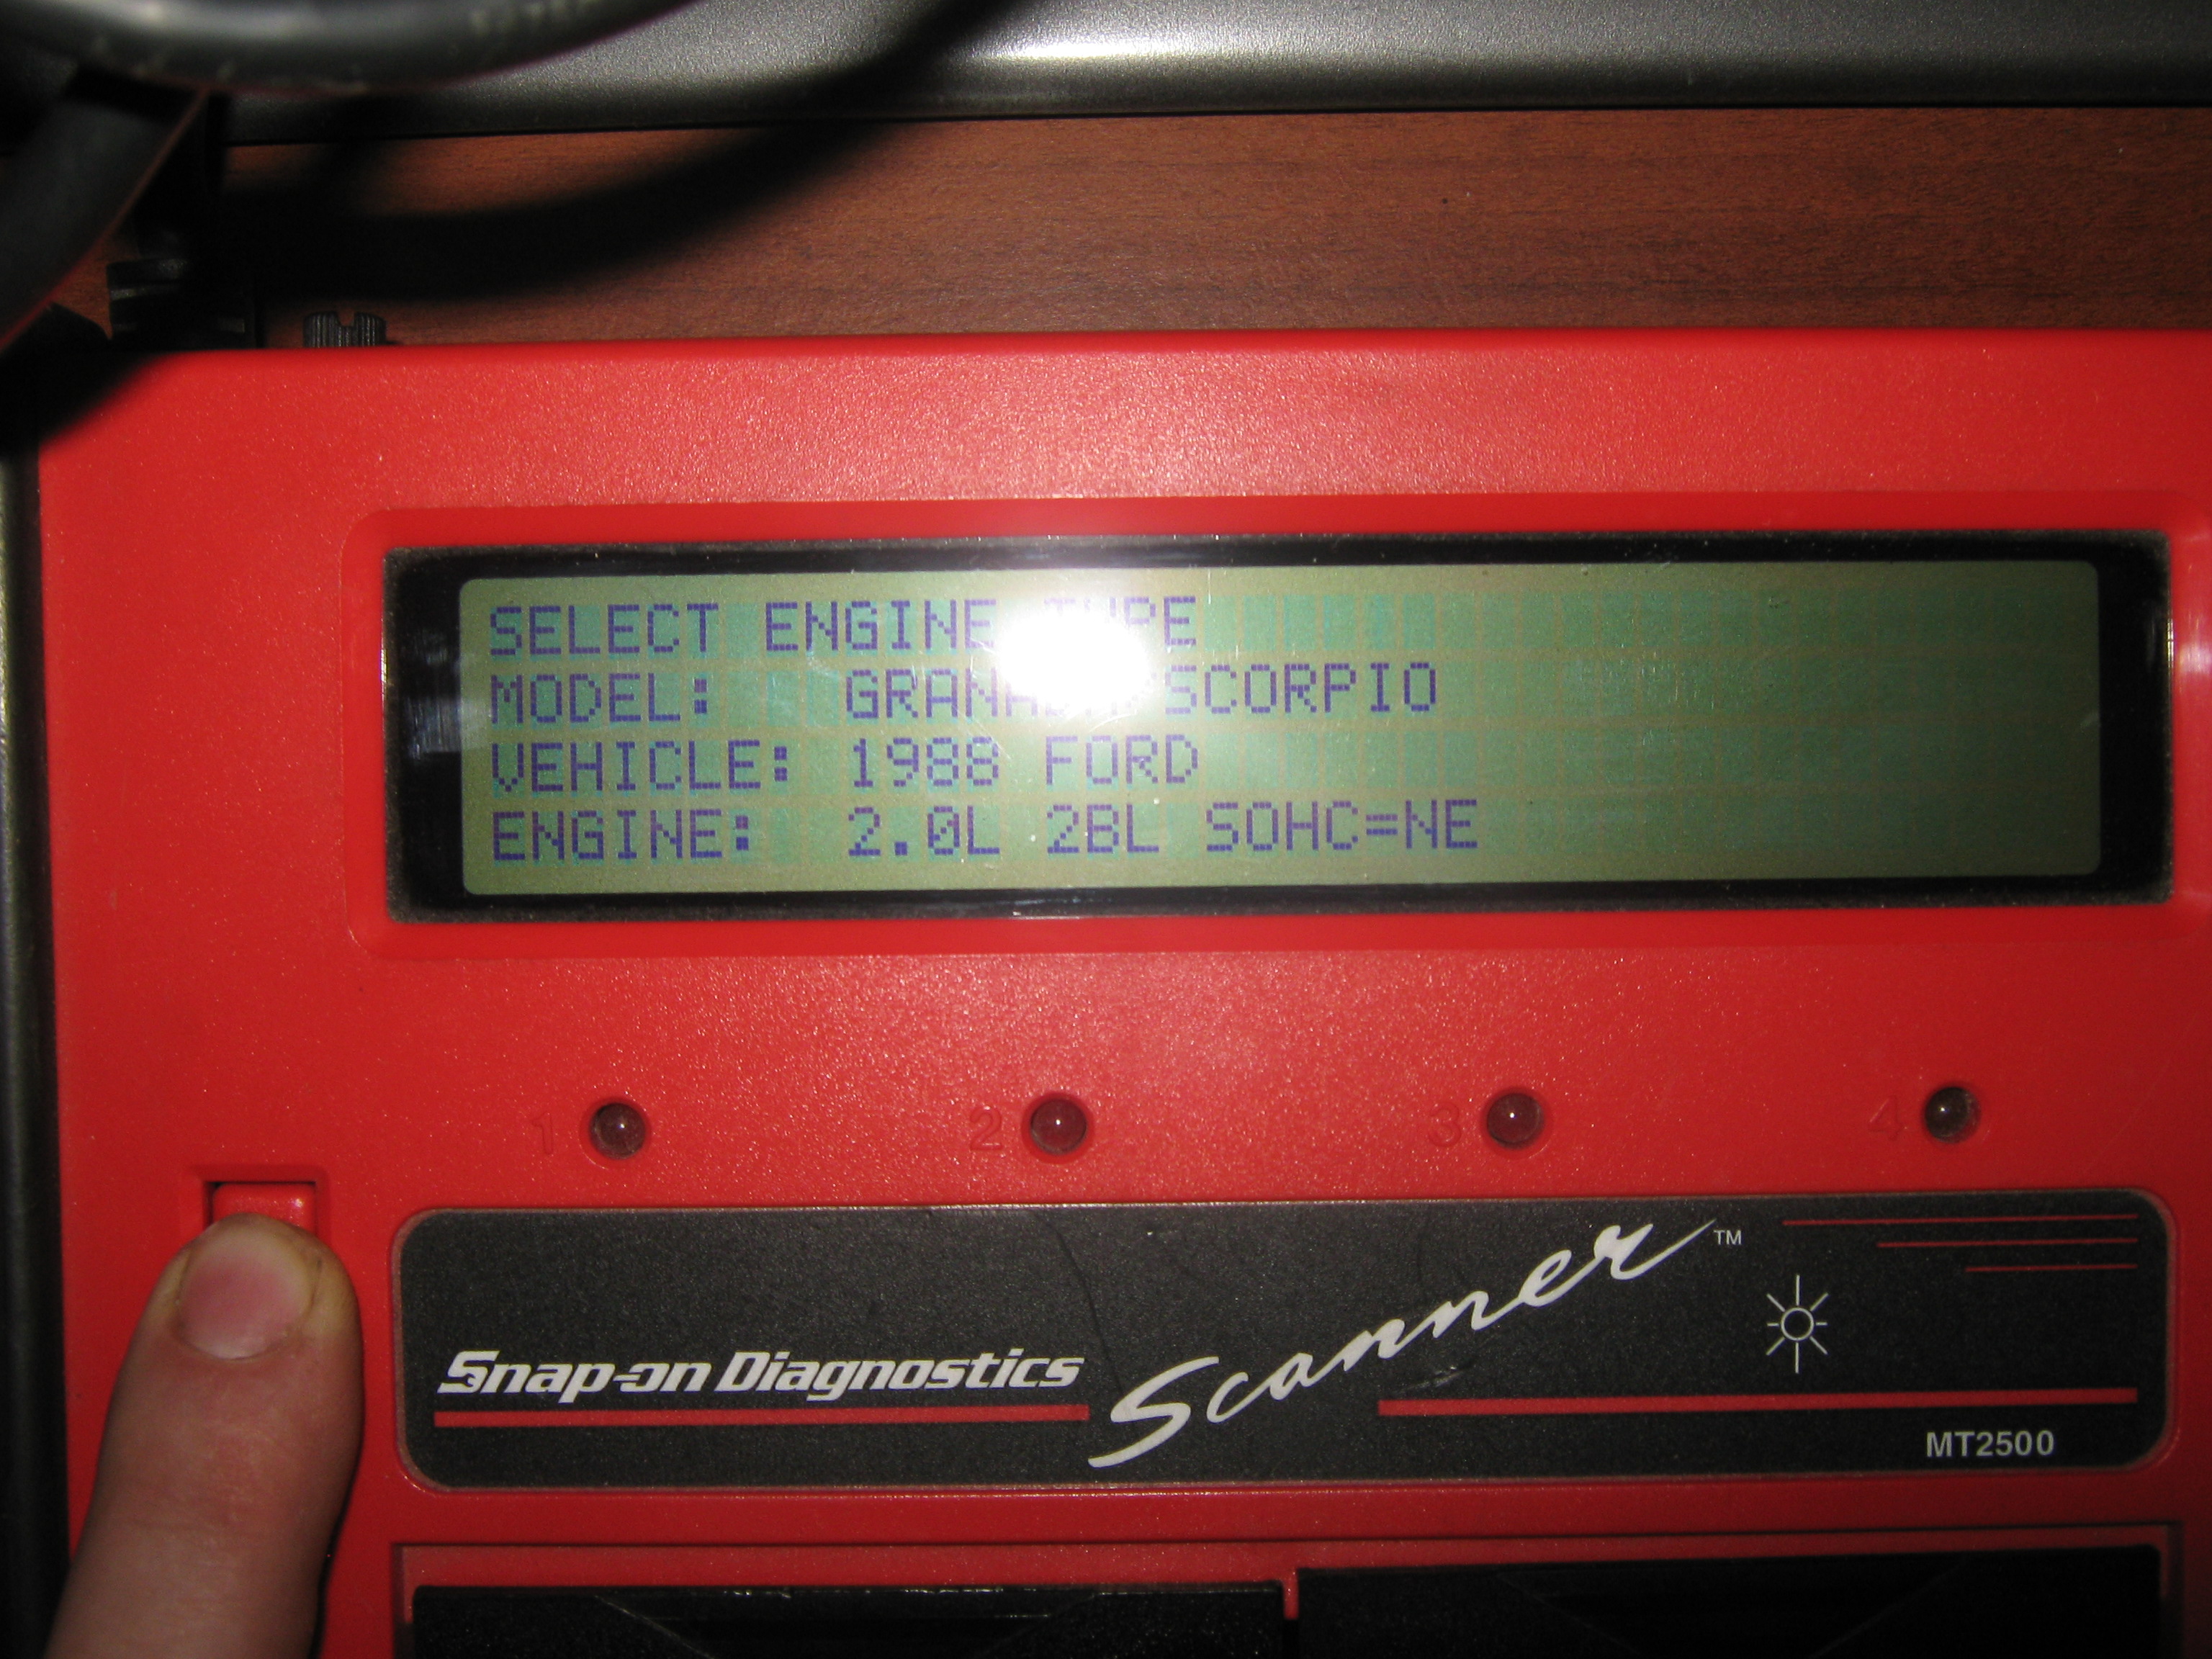 SELECT ENGINE TYPE
MODEL: SCORPIO
VEHICLE: 1988 FORD
ENGINE: 2.0L 2BL SOHC=NE
1 2 3 4
Scanner™
Snap-on Diagnostics
MT2500